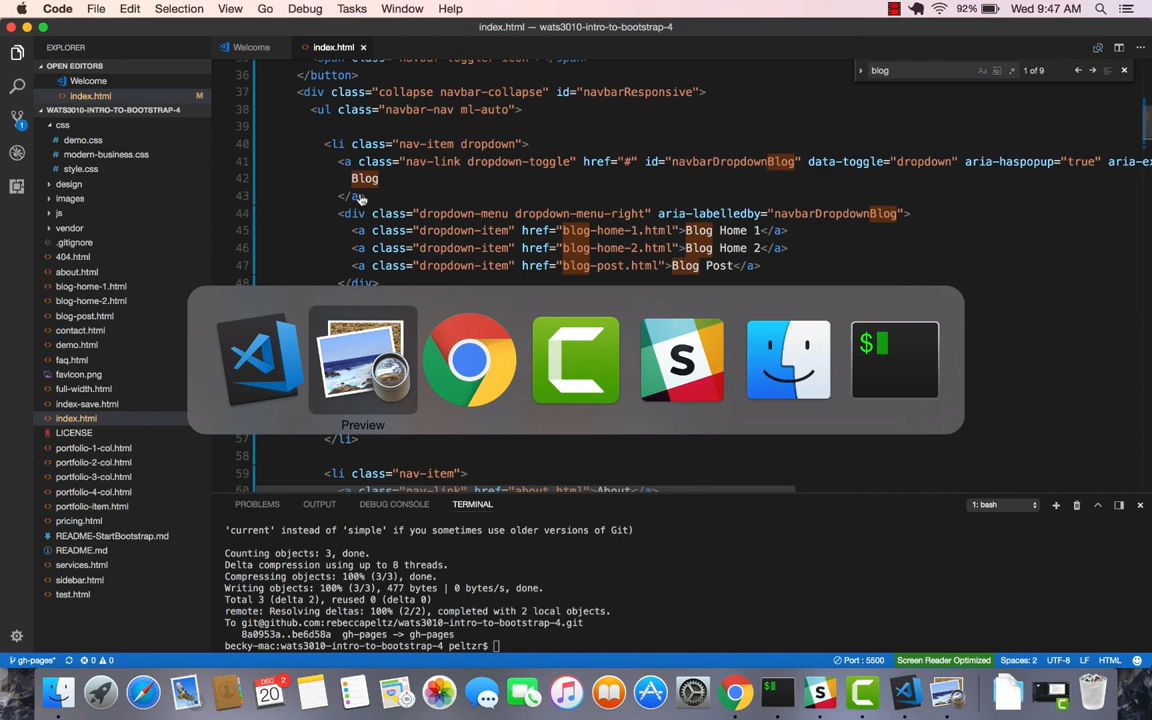 Code File Edit Selection View Go Debug Tasks Window Help 92% Wed 9:47 AM
index.html — wats3010-intro-to-bootstrap-4
EXPLORER Welcome index.html
OPEN EDITORS
Welcome
index.html M
WATS3010-INTRO-TO-BOOTSTRAP-4
css
demo.css
modern-business.css
style.css
design
images
js
vendor
.gitignore
404.html
about.html
blog-home-1.html
blog-home-2.html
blog-post.html
contact.html
demo.html
faq.html
favicon.png
full-width.html
index-save.html
index.html
LICENSE
portfolio-1-col.html
portfolio-2-col.html
portfolio-3-col.html
portfolio-4-col.html
portfolio-item.html
pricing.html
README-StartBootstrap.md
README.md
services.html
sidebar.html
test.html
blog 1 of 9
36 </button>
37 <div class="collapse navbar-collapse" id="navbarResponsive">
38 <ul class="navbar-nav ml-auto">
39
40 <li class="nav-item dropdown">
41 <a class="nav-link dropdown-toggle" href="#" id="navbarDropdownBlog" data-toggle="dropdown" aria-haspopup="true" aria-ex
42 Blog
43 </a>
44 <div class="dropdown-menu dropdown-menu-right" aria-labelledby="navbarDropdownBlog">
45 <a class="dropdown-item" href="blog-home-1.html">Blog Home 1</a>
46 <a class="dropdown-item" href="blog-home-2.html">Blog Home 2</a>
47 <a class="dropdown-item" href="blog-post.html">Blog Post</a>
48 </div>
$
Preview
57 </li>
58
59 <li class="nav-item">
60 <a class="nav-link" href="about.html">About</a>
PROBLEMS OUTPUT DEBUG CONSOLE TERMINAL 1: bash
'current' instead of 'simple' if you sometimes use older versions of Git)
Counting objects: 3, done.
Delta compression using up to 8 threads.
Compressing objects: 100% (3/3), done.
Writing objects: 100% (3/3), 477 bytes | 0 bytes/s, done.
Total 3 (delta 2), reused 0 (delta 0)
remote: Resolving deltas: 100% (2/2), completed with 2 local objects.
To git@github.com:rebeccapeltz/wats3010-intro-to-bootstrap-4.git
8a0953a..be6d58a gh-pages -> gh-pages
becky-mac:wats3010-intro-to-bootstrap-4 peltzr$
gh-pages* 0 0 Port : 5500 Screen Reader Optimized Spaces: 2 UTF-8 LF HTML
DEC 20 2